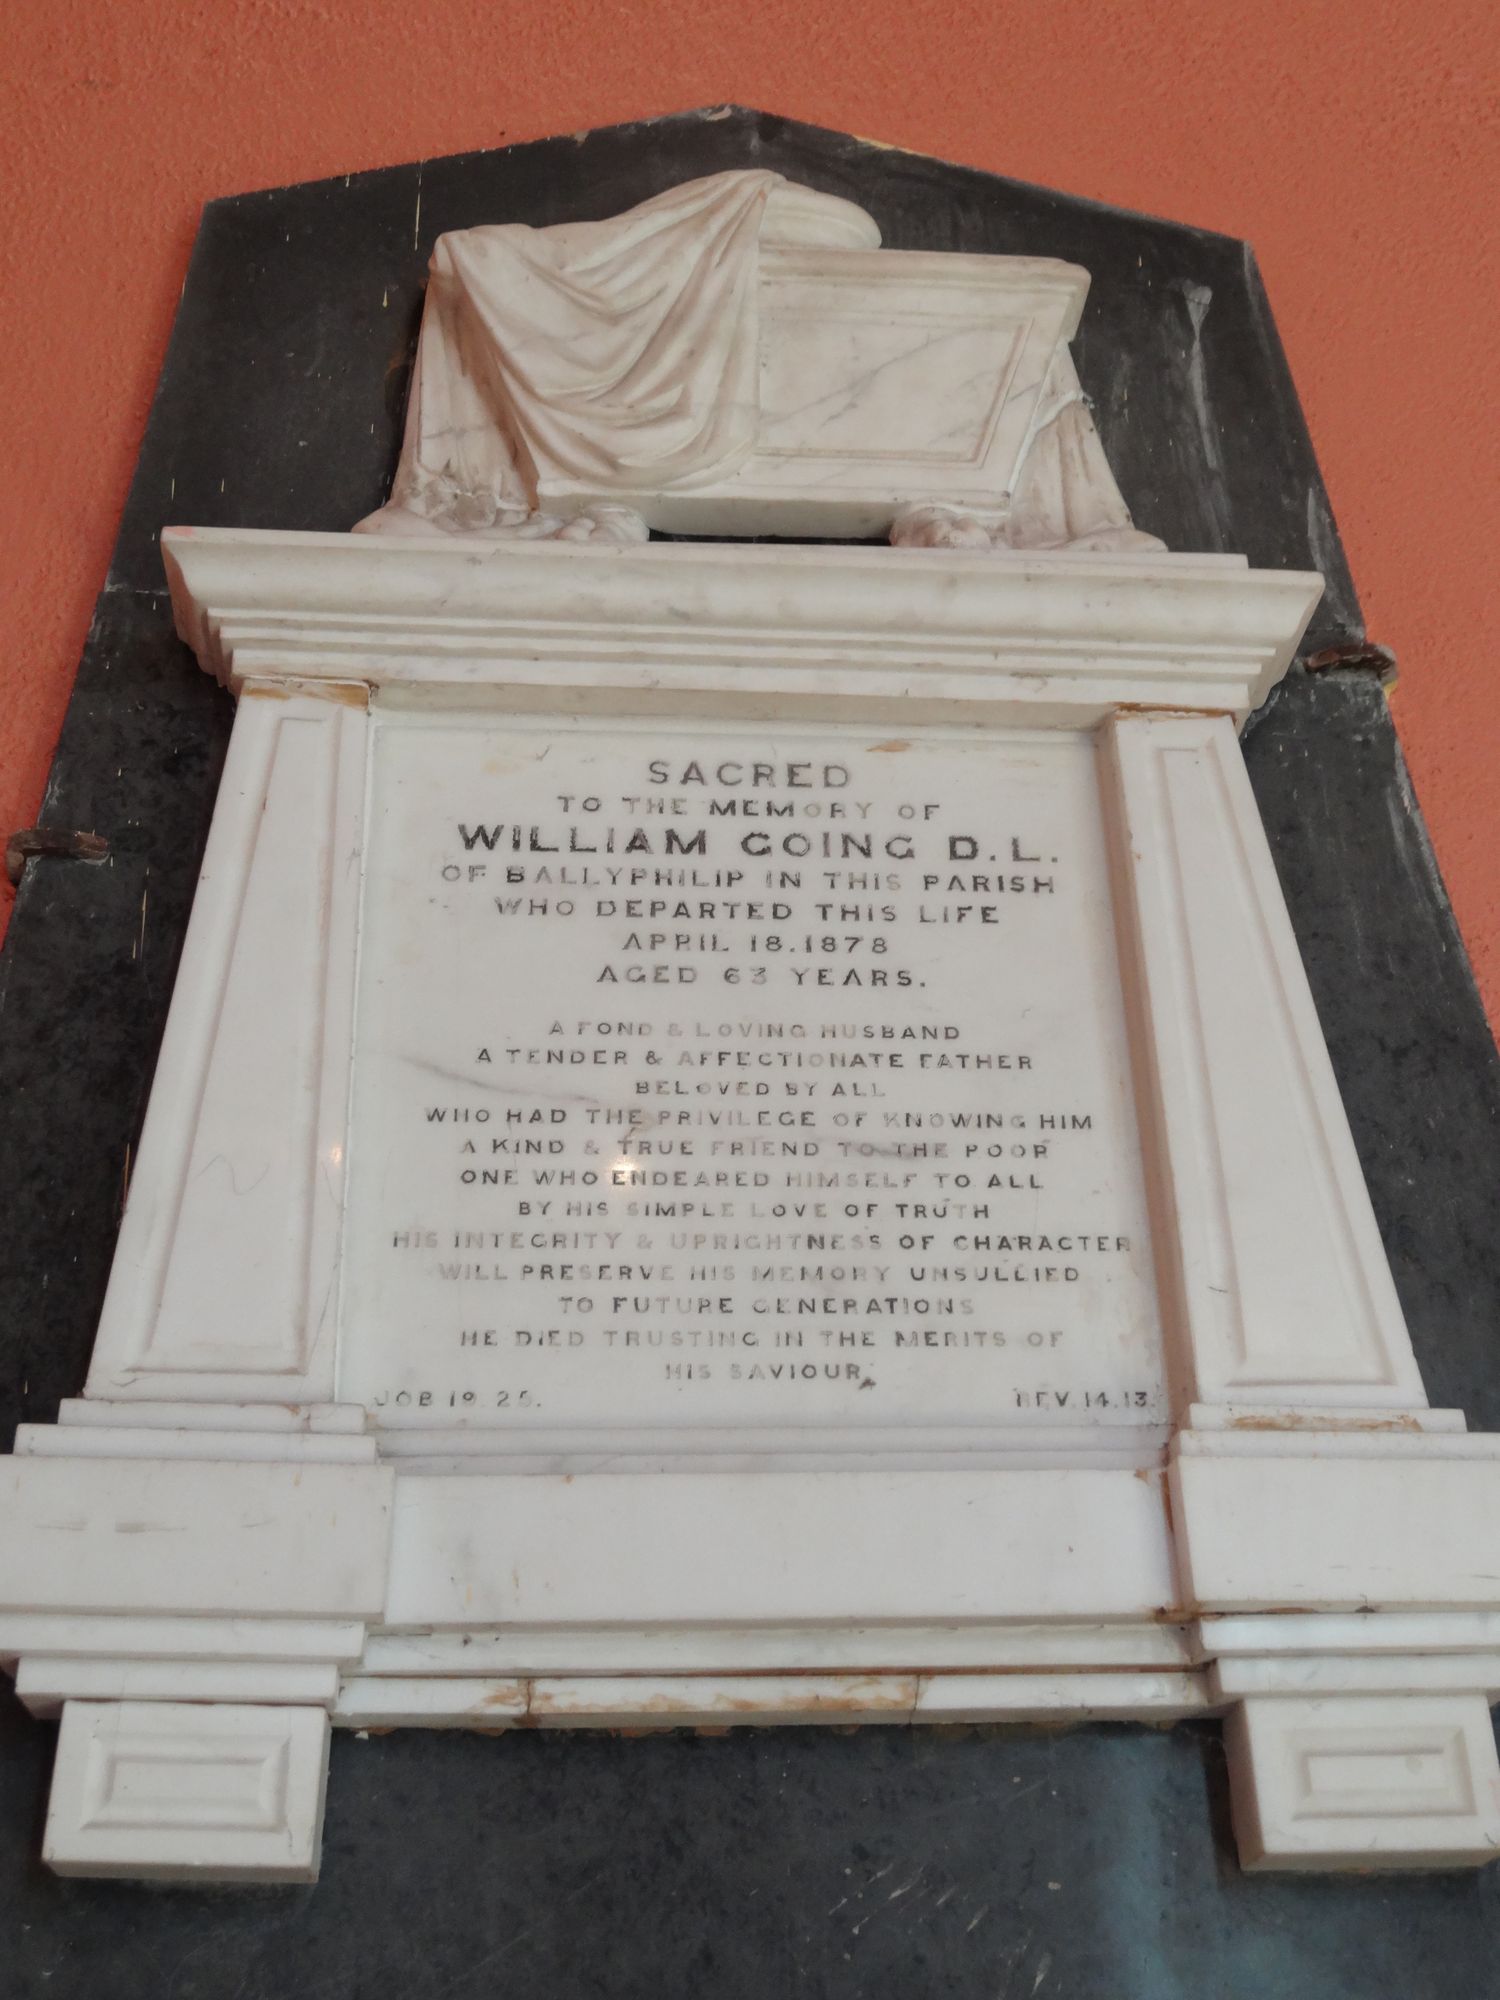 SACRED
TO THE MEMORY OF
WILLIAM GOING D.L.
OF BALLYPHILIP IN THIS PARISH
WHO DEPARTED THIS LIFE
APRIL 18.1878
AGED 63 YEARS.
A FOND & LOVING HUSBAND
A TENDER & AFFECTIONATE FATHER
BELOVED BY ALL
WHO HAD THE PRIVILEGE OF KNOWING HIM
A KIND & TRUE FRIEND TO THE POOR
ONE WHO ENDEARED HIMSELF TO ALL
BY HIS SIMPLE LOVE OF TRUTH
HIS INTEGRITY & UPRIGHTNESS OF CHARACTER
WILL PRESERVE HIS MEMORY UNSULLIED
TO FUTURE GENERATIONS
HE DIED TRUSTING IN THE MERITS OF
HIS SAVIOUR,
JOB 19. 25. REV. 14.13.